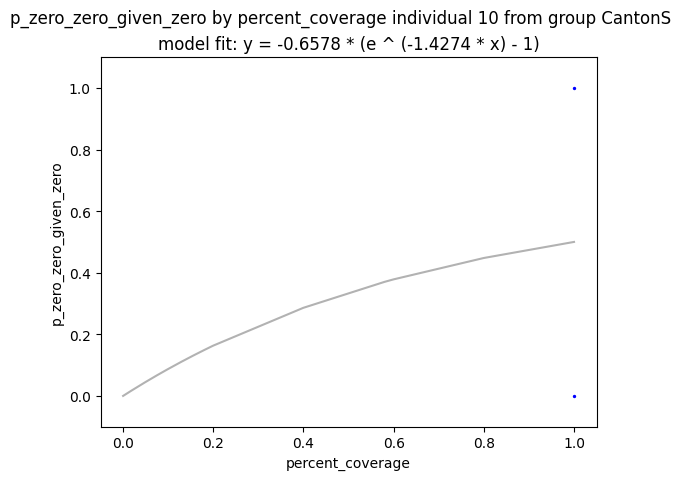 p_zero_zero_given_zero by percent_coverage individual 10 from group CantonS
model fit: y = -0.6578 * (e ^ (-1.4274 * x) - 1)
1.0
0.8
0.6
0.4
0.2
0.0
p_zero_zero_given_zero
0.0 0.2 0.4 0.6 0.8 1.0
percent_coverage